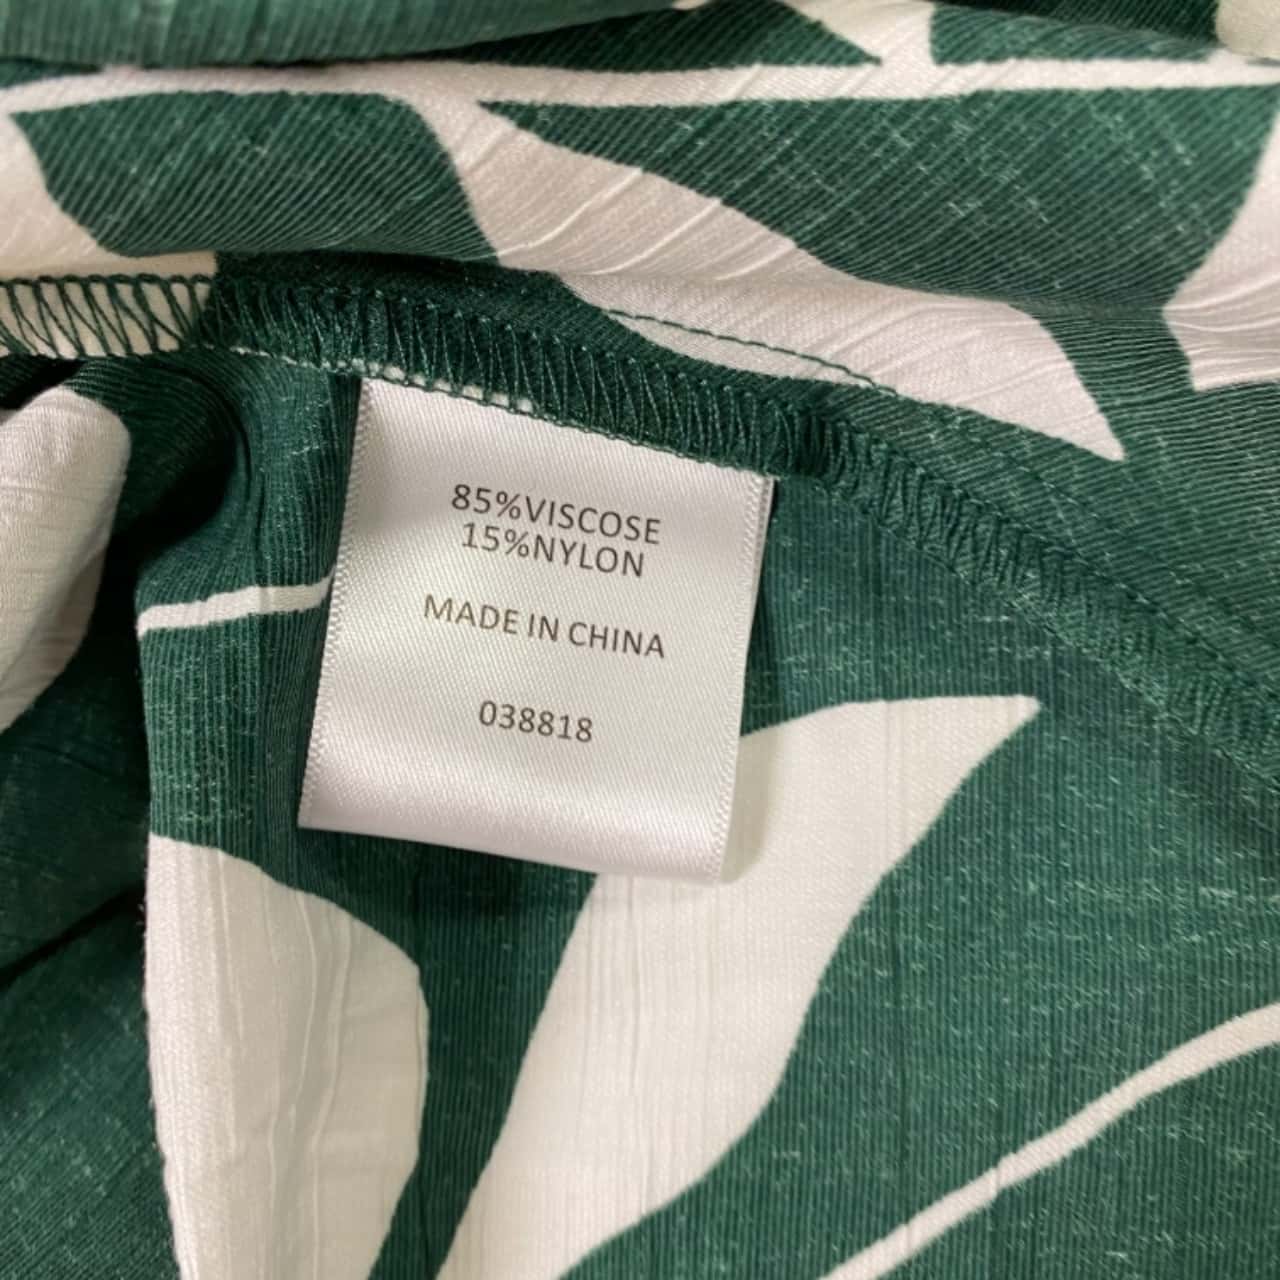 85%VISCOSE
15%NYLON
MADE IN CHINA
038818